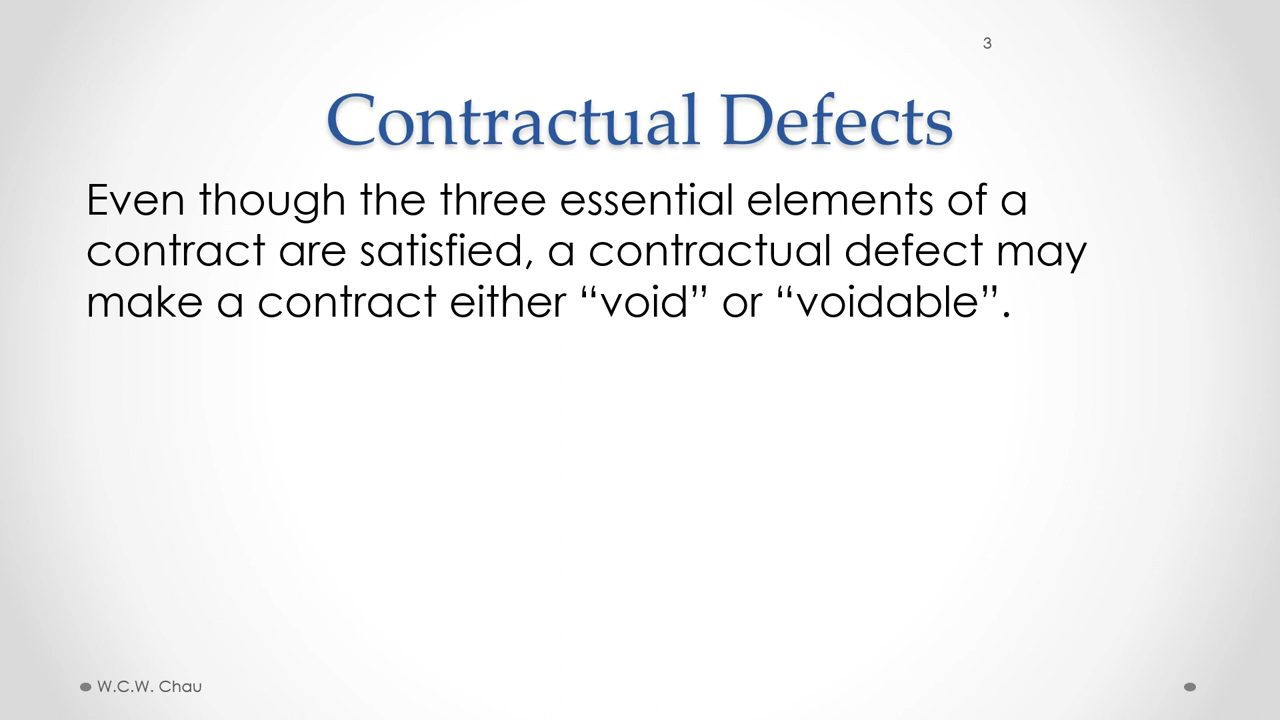 3
Contractual Defects
Even though the three essential elements of a
contract are satisfied, a contractual defect may
make a contract either “void” or “voidable”.
W.C.W. Chau